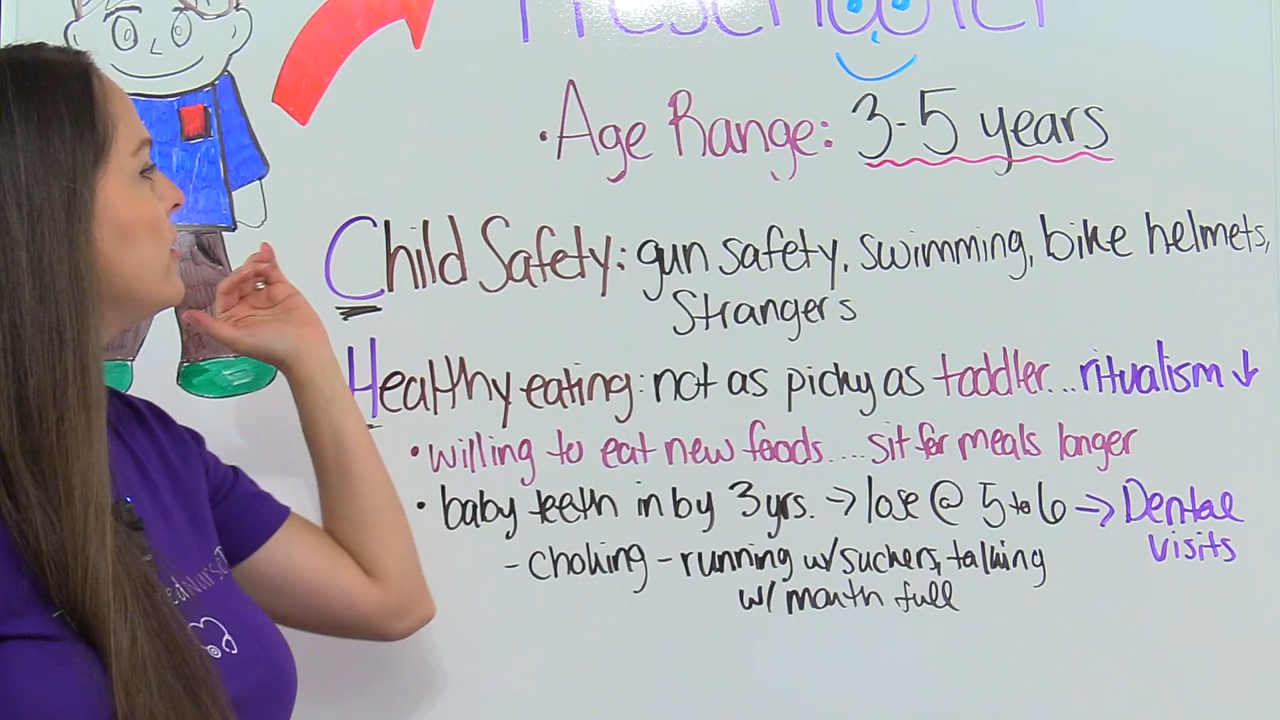 Preschooler
• Age Range: 3-5 years
Child Safety: gun safety, swimming, bike helmets,
strangers
Healthy eating: not as picky as toddler...ritualism ↓
• willing to eat new foods....sit for meals longer
• baby teeth in by 3 yrs. → lose @ 5 to 6 → Dental
visits
- choking - running w/ suckers, talking
w/ mouth full